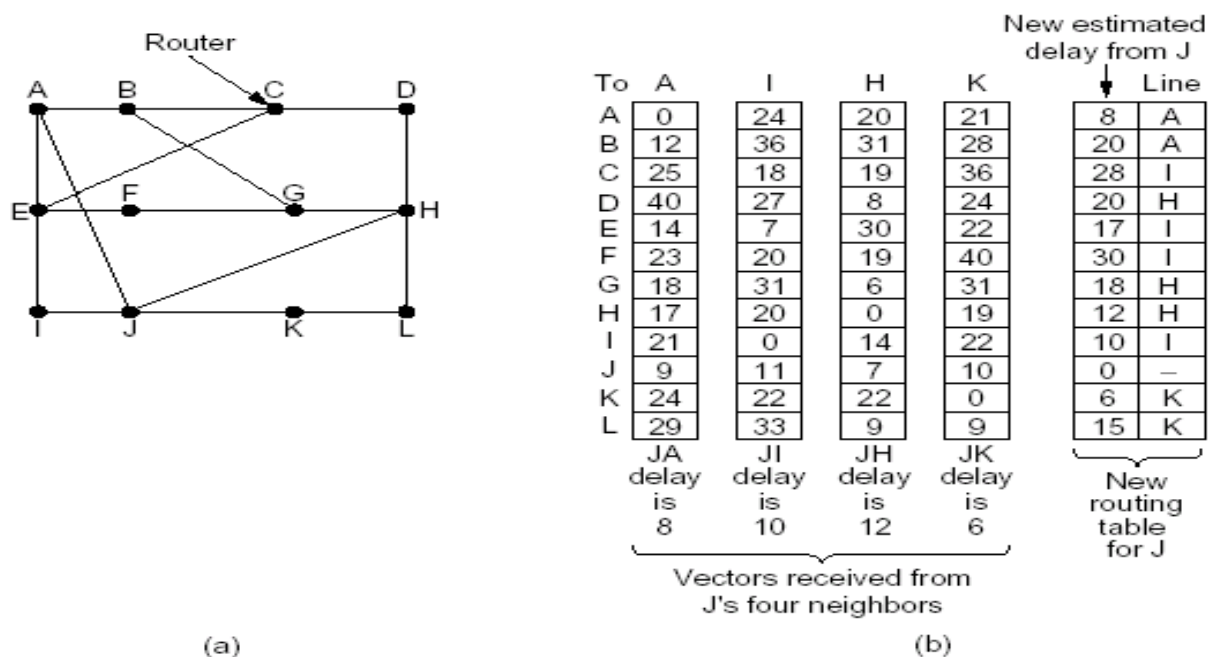 Router
A B C D
E F G H
I J K L
(a)
New estimated
delay from J
To A I H K Line
A 0 24 20 21 8 A
B 12 36 31 28 20 A
C 25 18 19 36 28 I
D 40 27 8 24 20 H
E 14 7 30 22 17 I
F 23 20 19 40 30 I
G 18 31 6 31 18 H
H 17 20 0 19 12 H
I 21 0 14 22 10 I
J 9 11 7 10 0 –
K 24 22 22 0 6 K
L 29 33 9 9 15 K
JA JI JH JK
delay delay delay delay
is is is is
8 10 12 6
New
routing
table
for J
Vectors received from
J's four neighbors
(b)